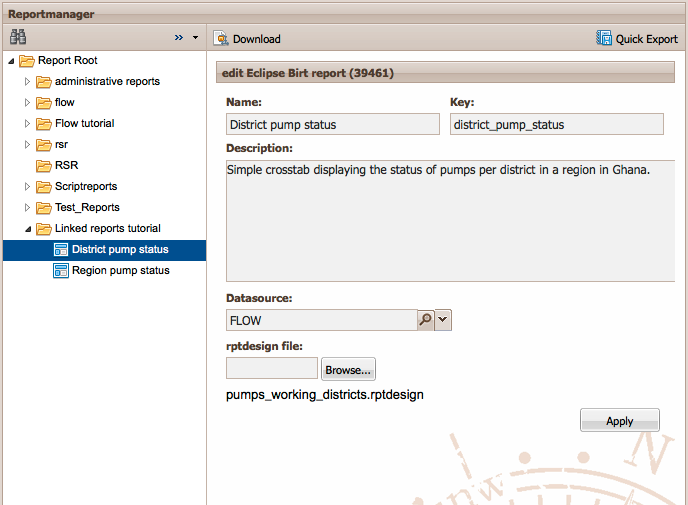 Reportmanager
»
Download
Quick Export
Report Root
administrative reports
flow
Flow tutorial
rsr
RSR
Scriptreports
Test_Reports
Linked reports tutorial
District pump status
Region pump status
edit Eclipse Birt report (39461)
Name:
Key:
District pump status
district_pump_status
Description:
Simple crosstab displaying the status of pumps per district in a region in Ghana.
Datasource:
FLOW
rptdesign file:
Browse...
pumps_working_districts.rptdesign
Apply
N